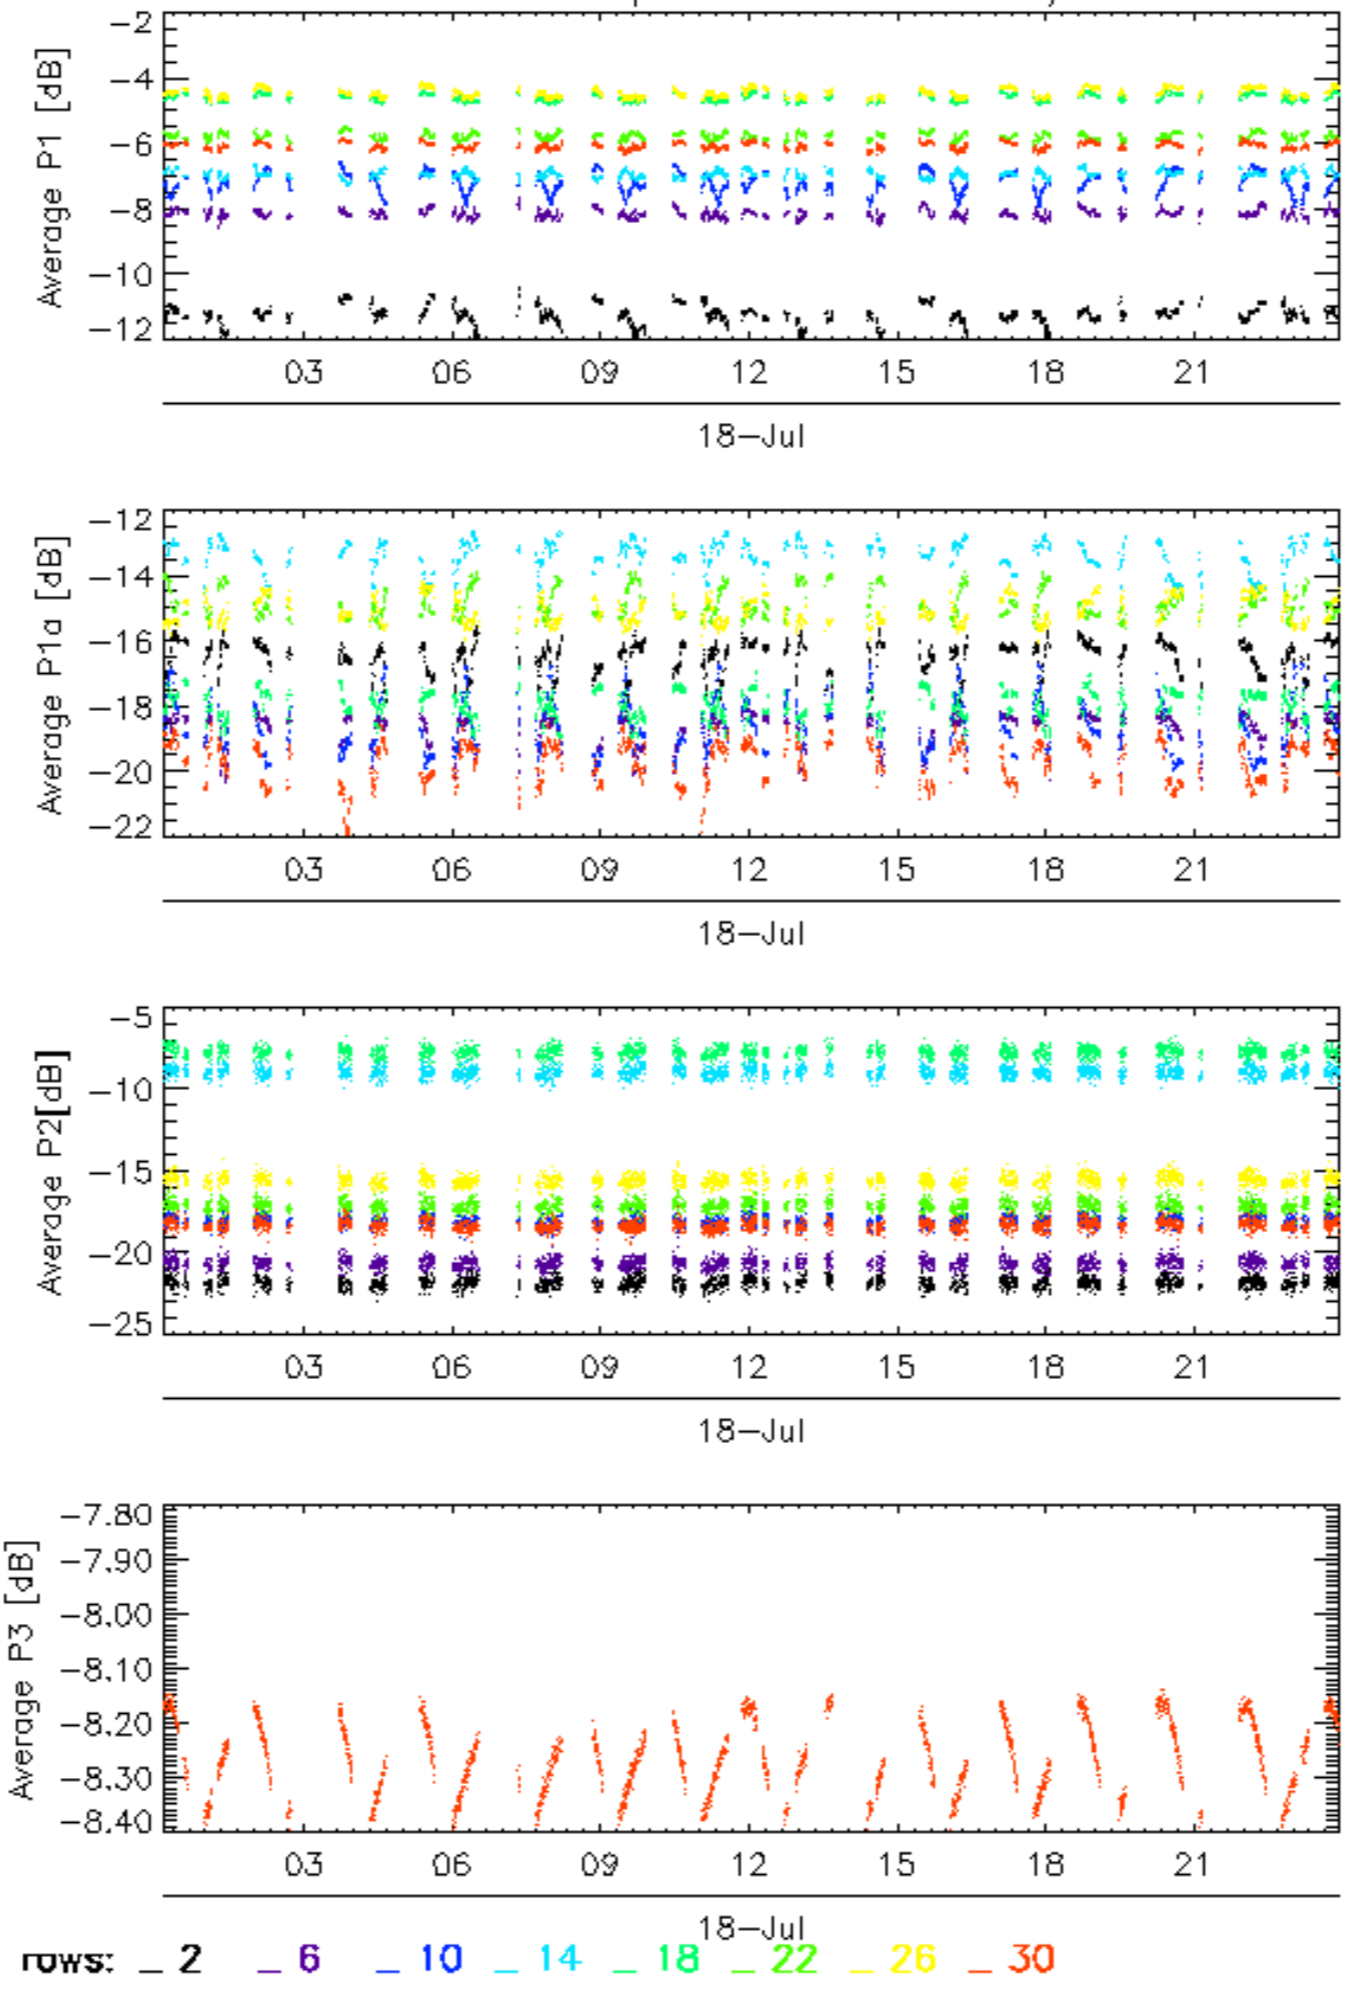 Average P1 [dB]
−2
−4
−6
−8
−10
−12
03 06 09 12 15 18 21
18−Jul
Average P1a [dB]
−12
−14
−16
−18
−20
−22
03 06 09 12 15 18 21
18−Jul
Average P2[dB]
−5
−10
−15
−20
−25
03 06 09 12 15 18 21
18−Jul
Average P3 [dB]
−7.80
−7.90
−8.00
−8.10
−8.20
−8.30
−8.40
03 06 09 12 15 18 21
18−Jul
rows: _ 2 _ 6 _ 10 _ 14 _ 18 _ 22 _ 26 _ 30